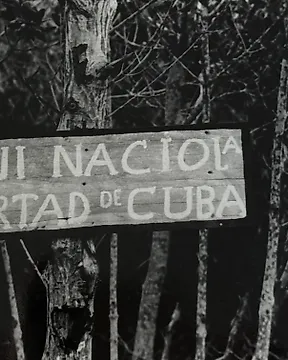 II NACIOLA
RTAD DE CUBA